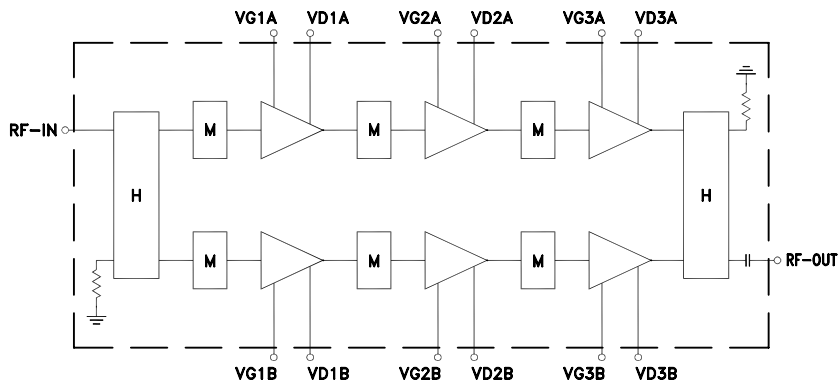 VG1A VD1A VG2A VD2A VG3A VD3A
RF-IN M M M
H H
M M M RF-OUT
VG1B VD1B VG2B VD2B VG3B VD3B